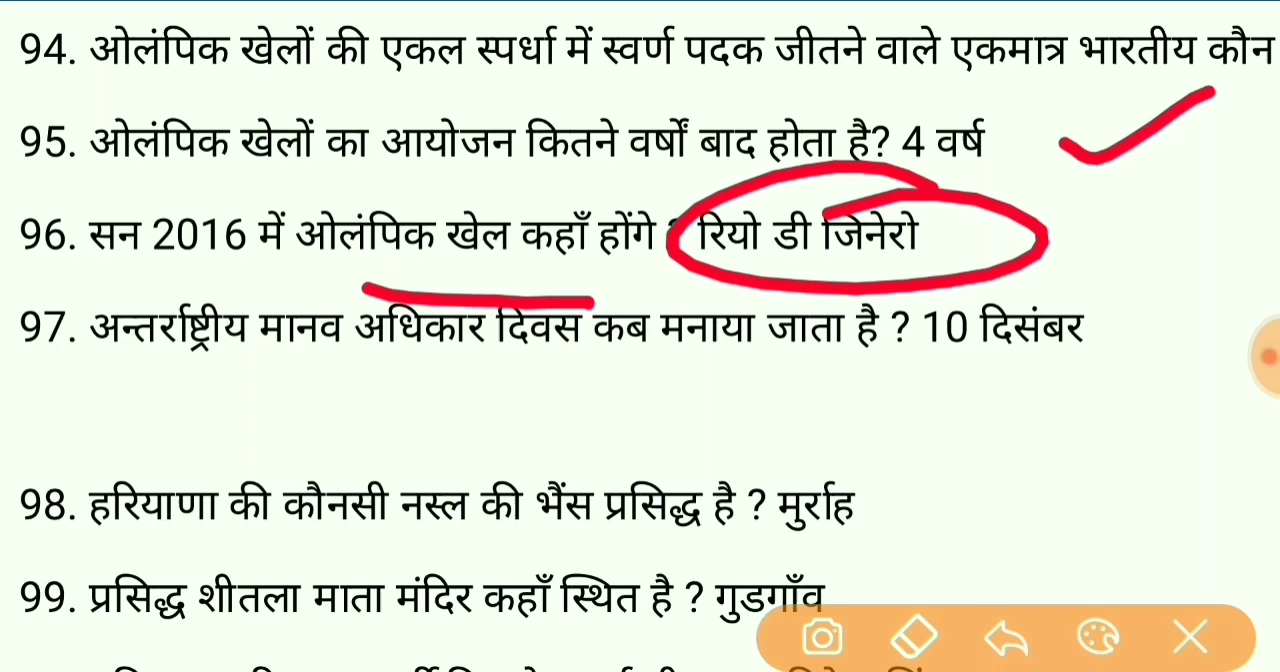 94. ओलंपिक खेलों की एकल स्पर्धा में स्वर्ण पदक जीतने वाले एकमात्र भारतीय कौन
95. ओलंपिक खेलों का आयोजन कितने वर्षों बाद होता है? 4 वर्ष
96. सन 2016 में ओलंपिक खेल कहाँ होंगे ? रियो डी जिनेरो
97. अन्तर्राष्ट्रीय मानव अधिकार दिवस कब मनाया जाता है ? 10 दिसंबर
98. हरियाणा की कौनसी नस्ल की भैंस प्रसिद्ध है ? मुर्राह
99. प्रसिद्ध शीतला माता मंदिर कहाँ स्थित है ? गुडगाँव